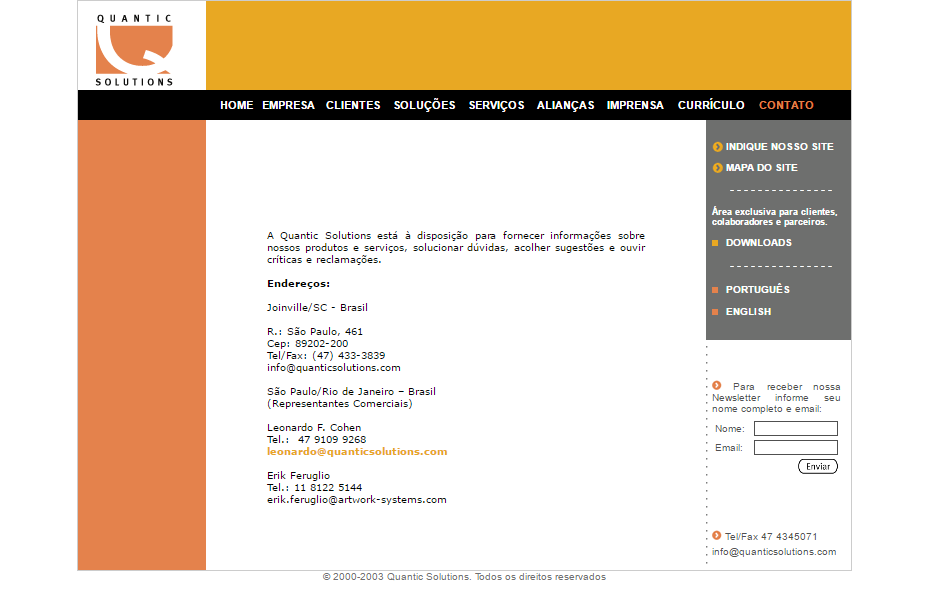 QUANTIC
SOLUTIONS
HOME EMPRESA CLIENTES SOLUÇÕES SERVIÇOS ALIANÇAS IMPRENSA CURRÍCULO CONTATO
A Quantic Solutions está à disposição para fornecer informações sobre
nossos produtos e serviços, solucionar dúvidas, acolher sugestões e ouvir
críticas e reclamações.
Endereços:
Joinville/SC - Brasil
R.: São Paulo, 461
Cep: 89202-200
Tel/Fax: (47) 433-3839
info@quanticsolutions.com
São Paulo/Rio de Janeiro – Brasil
(Representantes Comerciais)
Leonardo F. Cohen
Tel.: 47 9109 9268
leonardo@quanticsolutions.com
Erik Feruglio
Tel.: 11 8122 5144
erik.feruglio@artwork-systems.com
INDIQUE NOSSO SITE
MAPA DO SITE
Área exclusiva para clientes,
colaboradores e parceiros.
DOWNLOADS
PORTUGUÊS
ENGLISH
Para receber nossa
Newsletter informe seu
nome completo e email:
Nome:
Email:
Enviar
Tel/Fax 47 4345071
info@quanticsolutions.com
© 2000-2003 Quantic Solutions. Todos os direitos reservados